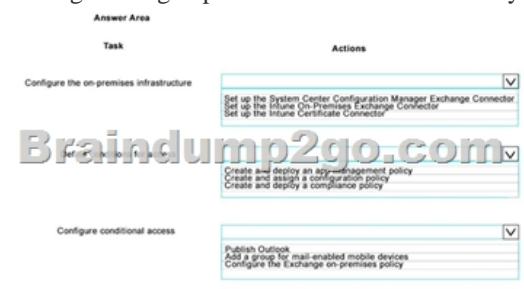 Answer Area
Task
Actions
Configure the on-premises infrastructure
Set up the System Center Configuration Manager Exchange Connector
Set up the Intune On-Premises Exchange Connector
Set up the Intune Certificate Connector
Braindump2go.com
Create and deploy an app management policy
Create and assign a configuration policy
Create and deploy a compliance policy
Configure conditional access
Publish Outlook
Add a group for mail-enabled mobile devices
Configure the Exchange on-premises policy